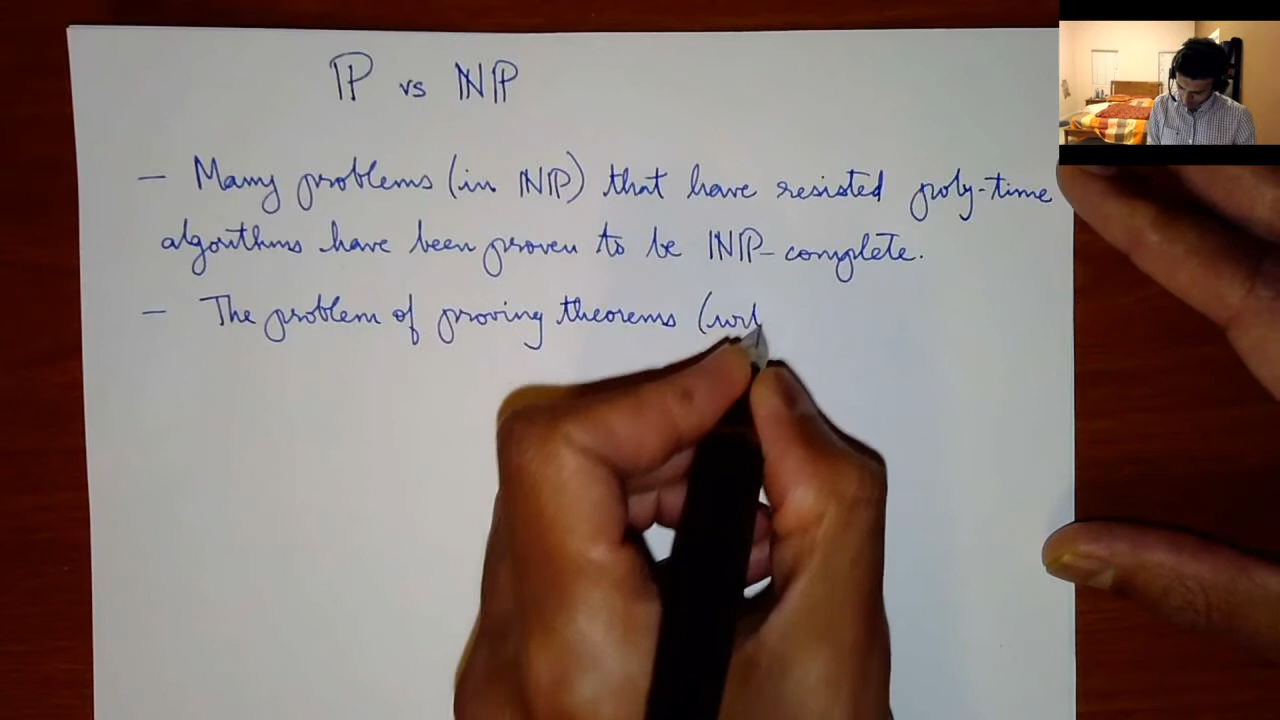 ℙ vs ℕℙ
- Many problems (in ℕℙ) that have resisted poly-time
algorithms have been proven to be ℕℙ-complete.
- The problem of proving theorems (